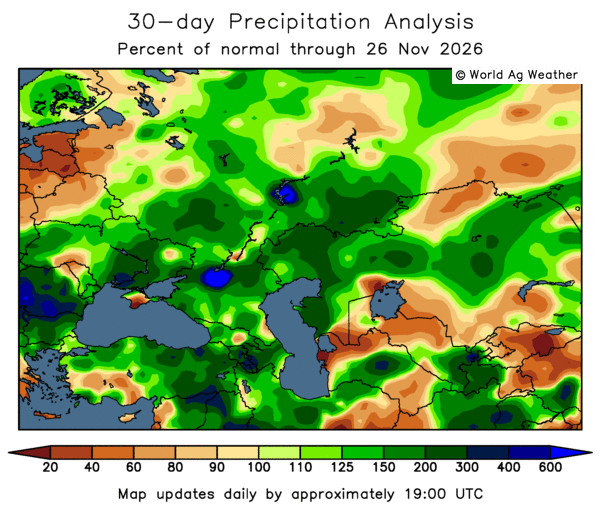 30-day Precipitation Analysis
Percent of normal through 26 Nov 2026
© World Ag Weather
20 40 60 80 90 100 110 125 150 200 300 400 600
Map updates daily by approximately 19:00 UTC